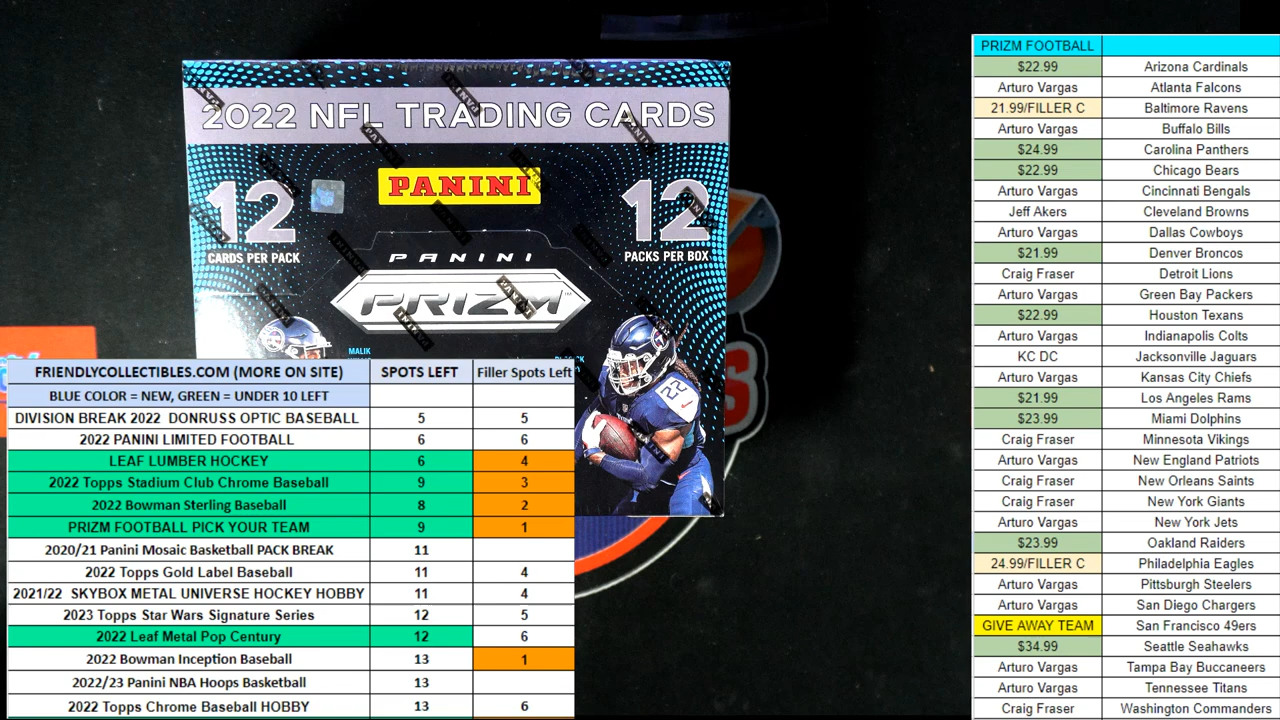 2022 NFL TRADING CARDS
PANINI
12
CARDS PER PACK
12
PACKS PER BOX
PANINI
PRIZM
MALIK
22
FRIENDLYCOLLECTIBLES.COM (MORE ON SITE) SPOTS LEFT Filler Spots Left
BLUE COLOR = NEW, GREEN = UNDER 10 LEFT
DIVISION BREAK 2022 DONRUSS OPTIC BASEBALL 5 5
2022 PANINI LIMITED FOOTBALL 6 6
LEAF LUMBER HOCKEY 6 4
2022 Topps Stadium Club Chrome Baseball 9 3
2022 Bowman Sterling Baseball 8 2
PRIZM FOOTBALL PICK YOUR TEAM 9 1
2020/21 Panini Mosaic Basketball PACK BREAK 11
2022 Topps Gold Label Baseball 11 4
2021/22 SKYBOX METAL UNIVERSE HOCKEY HOBBY 11 4
2023 Topps Star Wars Signature Series 12 5
2022 Leaf Metal Pop Century 12 6
2022 Bowman Inception Baseball 13 1
2022/23 Panini NBA Hoops Basketball 13
2022 Topps Chrome Baseball HOBBY 13 6
PRIZM FOOTBALL
$22.99 Arizona Cardinals
Arturo Vargas Atlanta Falcons
21.99/FILLER C Baltimore Ravens
Arturo Vargas Buffalo Bills
$24.99 Carolina Panthers
$22.99 Chicago Bears
Arturo Vargas Cincinnati Bengals
Jeff Akers Cleveland Browns
Arturo Vargas Dallas Cowboys
$21.99 Denver Broncos
Craig Fraser Detroit Lions
Arturo Vargas Green Bay Packers
$22.99 Houston Texans
Arturo Vargas Indianapolis Colts
KC DC Jacksonville Jaguars
Arturo Vargas Kansas City Chiefs
$21.99 Los Angeles Rams
$23.99 Miami Dolphins
Craig Fraser Minnesota Vikings
Arturo Vargas New England Patriots
Craig Fraser New Orleans Saints
Craig Fraser New York Giants
Arturo Vargas New York Jets
$23.99 Oakland Raiders
24.99/FILLER C Philadelphia Eagles
Arturo Vargas Pittsburgh Steelers
Arturo Vargas San Diego Chargers
GIVE AWAY TEAM San Francisco 49ers
$34.99 Seattle Seahawks
Arturo Vargas Tampa Bay Buccaneers
Arturo Vargas Tennessee Titans
Craig Fraser Washington Commanders